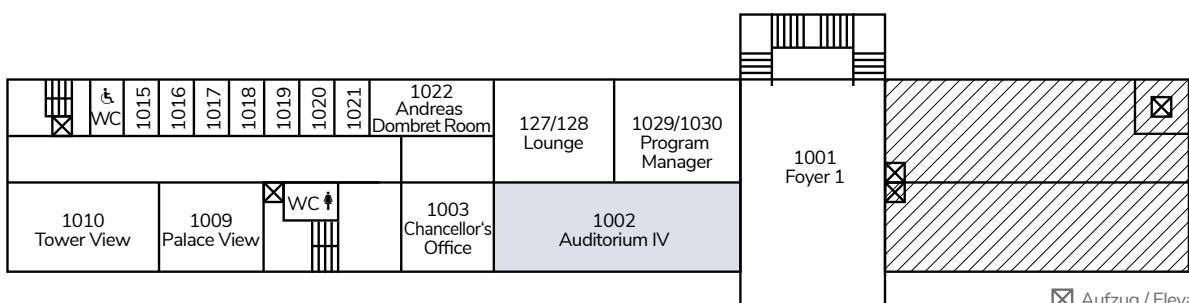 WC
1015
1016
1017
1018
1019
1020
1021
1022
Andreas
Dombret Room
127/128
Lounge
1029/1030
Program
Manager
1001
Foyer 1
1010
Tower View
1009
Palace View
WC
1003
Chancellor's
Office
1002
Auditorium IV
Aufzug / Eleva